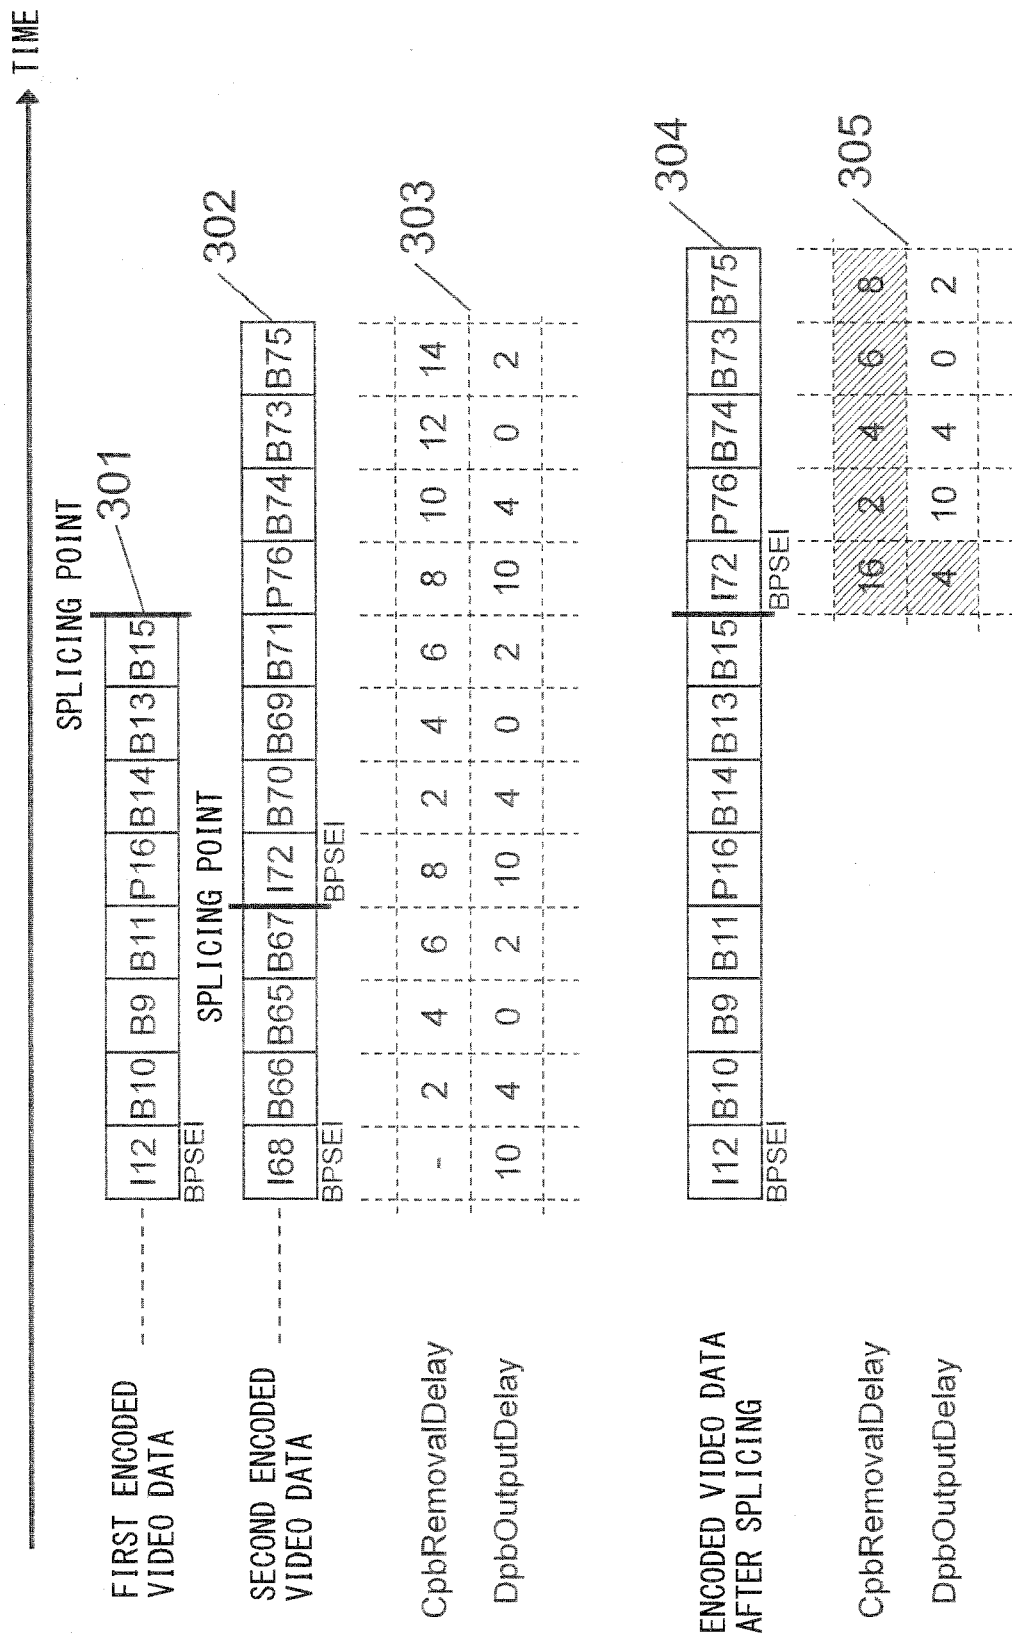 TIME
SPLICING POINT
301
FIRST ENCODED
VIDEO DATA
I12 B10 B9 B11 P16 B14 B13 B15
BPSEI
SPLICING POINT
302
SECOND ENCODED
VIDEO DATA
I68 B66 B65 B67 I72 B70 B69 B71 P76 B74 B73 B75
BPSEI BPSEI
303
CpbRemovalDelay - 2 4 6 8 2 4 6 8 10 12 14
DpbOutputDelay 10 4 0 2 10 4 0 2 10 4 0 2
304
ENCODED VIDEO DATA
AFTER SPLICING
I12 B10 B9 B11 P16 B14 B13 B15 I72 P76 B74 B73 B75
BPSEI BPSEI
305
CpbRemovalDelay 16 2 4 6 8
DpbOutputDelay 4 10 4 0 2